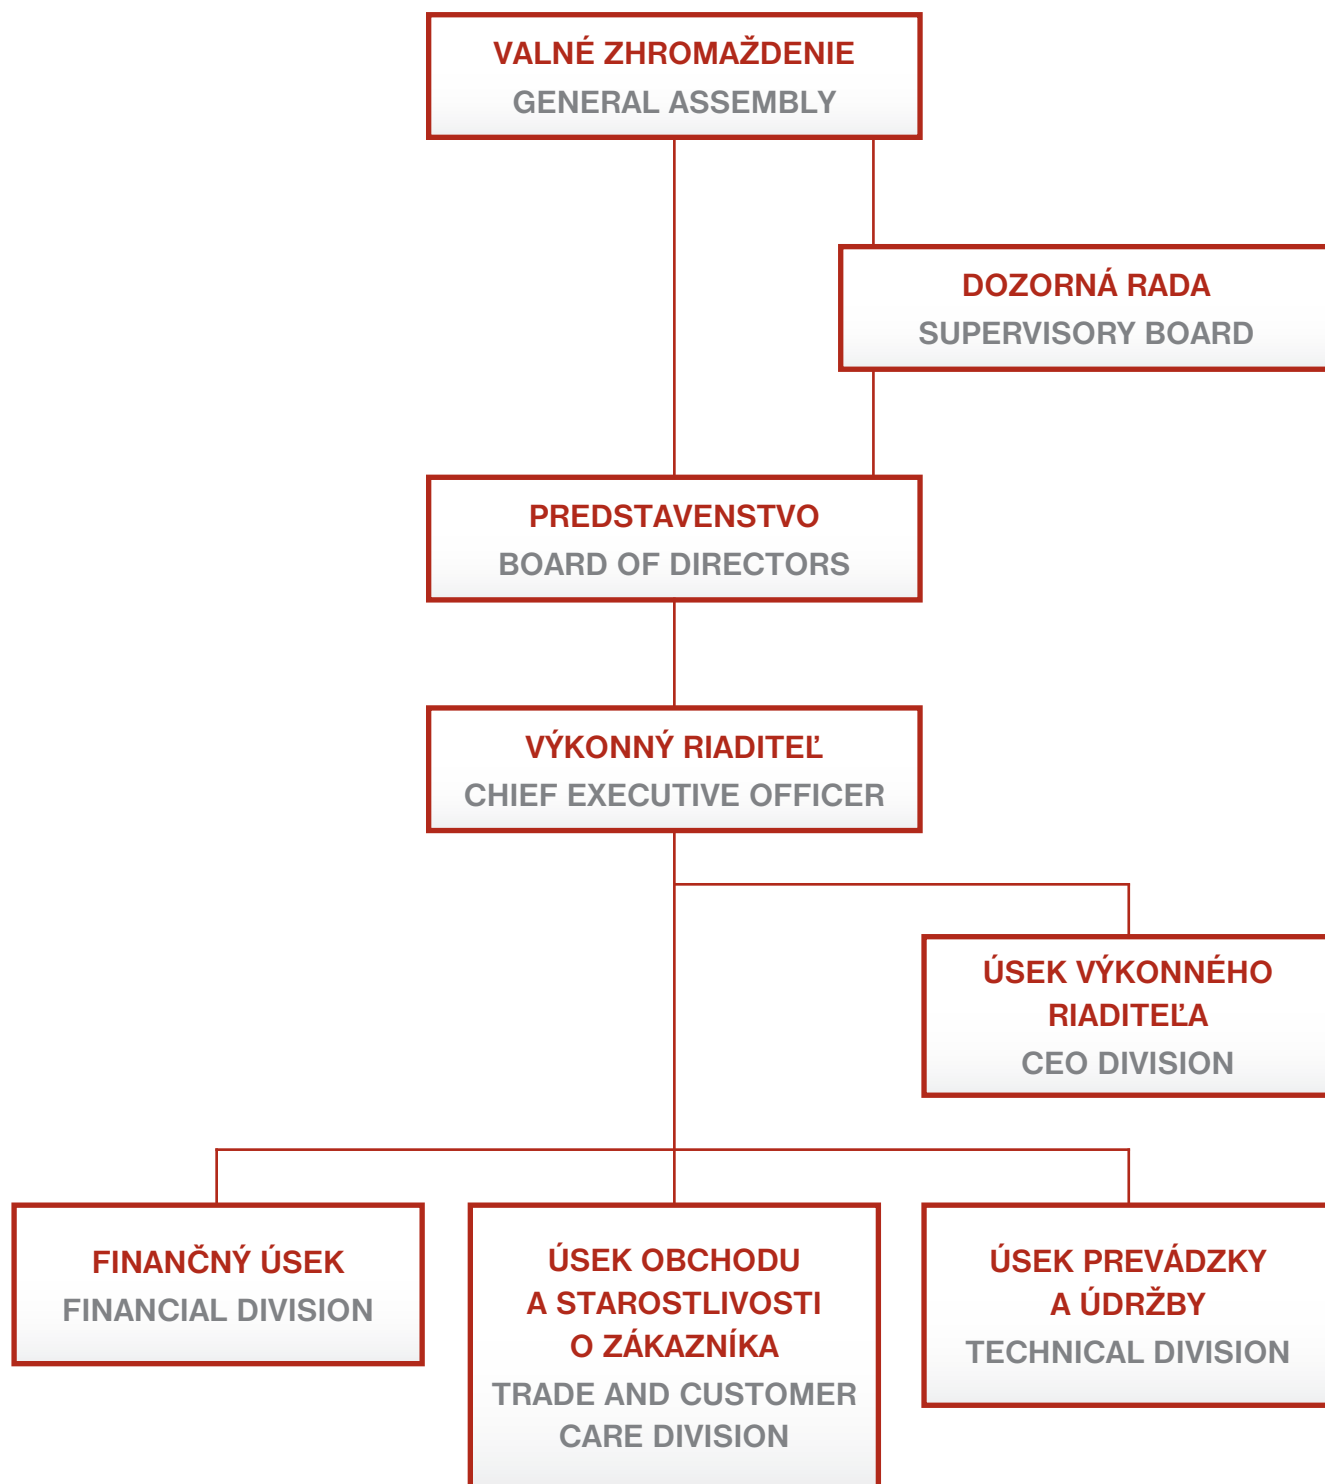 VALNÉ ZHROMAŽDENIE
GENERAL ASSEMBLY
DOZORNÁ RADA
SUPERVISORY BOARD
PREDSTAVENSTVO
BOARD OF DIRECTORS
VÝKONNÝ RIADITEĽ
CHIEF EXECUTIVE OFFICER
ÚSEK VÝKONNÉHO
RIADITEĽA
CEO DIVISION
FINANČNÝ ÚSEK
FINANCIAL DIVISION
ÚSEK OBCHODU
A STAROSTLIVOSTI
O ZÁKAZNÍKA
TRADE AND CUSTOMER
CARE DIVISION
ÚSEK PREVÁDZKY
A ÚDRŽBY
TECHNICAL DIVISION